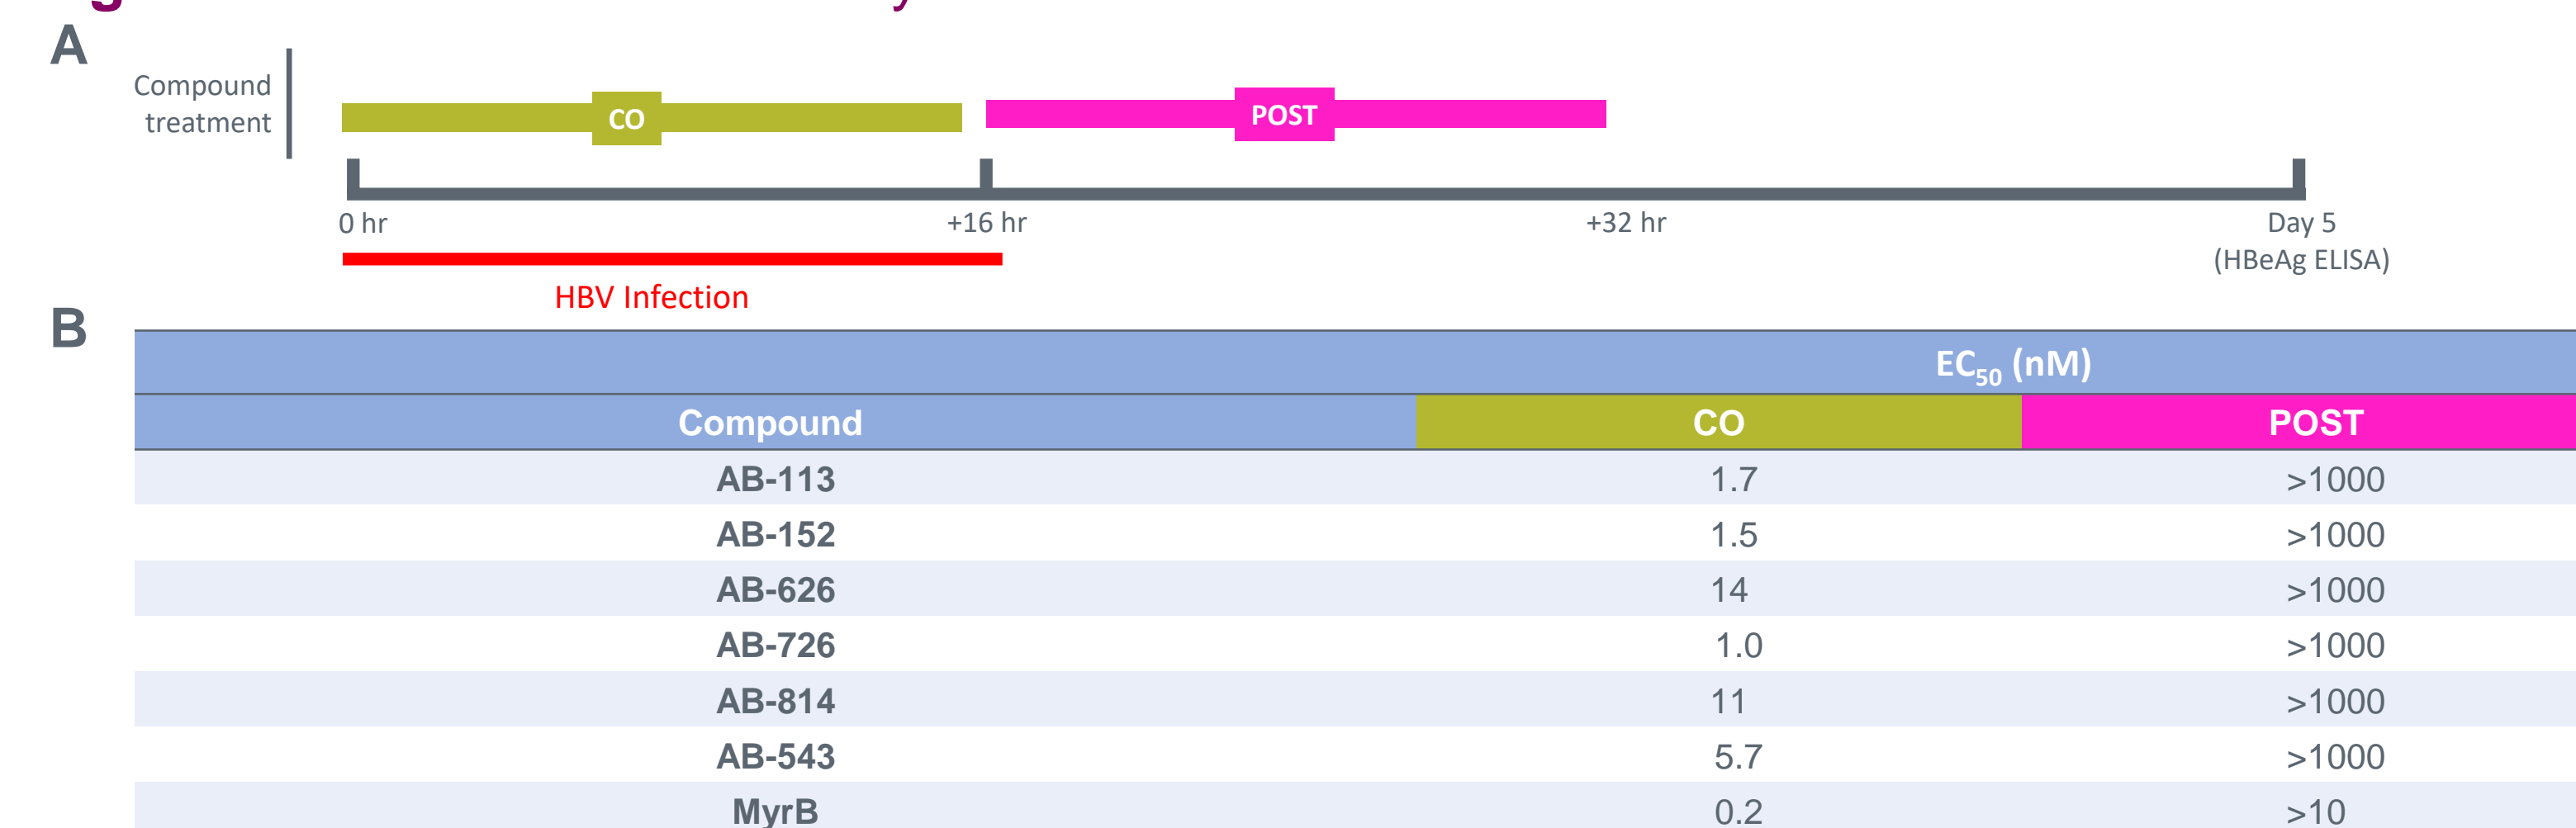 A
Compound
treatment
CO
POST
0 hr
+16 hr
+32 hr
Day 5
(HBeAg ELISA)
HBV Infection
B
EC50 (nM)
Compound CO POST
AB-113 1.7 >1000
AB-152 1.5 >1000
AB-626 14 >1000
AB-726 1.0 >1000
AB-814 11 >1000
AB-543 5.7 >1000
MyrB 0.2 >10